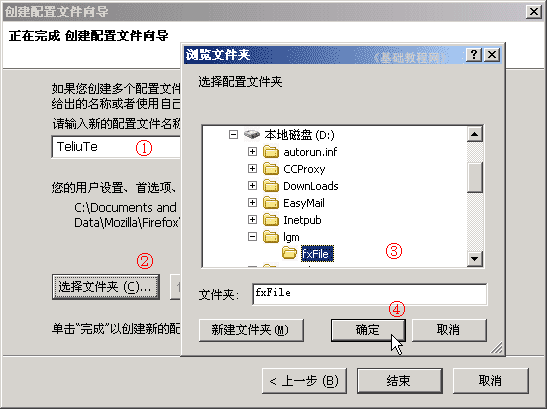 创建配置文件向导
正在完成 创建配置文件向导
如果您创建多个配置文件
给出的名称或者使用自己
请输入新的配置文件名称
TeliuTe ①
您的用户设置、首选项、
C:\Documents and
Data\Mozilla\Firefox\
②
选择文件夹 (C)...
单击"完成"以创建新的配
浏览文件夹
《基础教程网》
选择配置文件夹
本地磁盘 (D:)
autorun.inf
CCProxy
DownLoads
EasyMail
Inetpub
lgm
fxFile ③
文件夹: fxFile
④
新建文件夹(M) 确定 取消
< 上一步 (B) 结束 取消